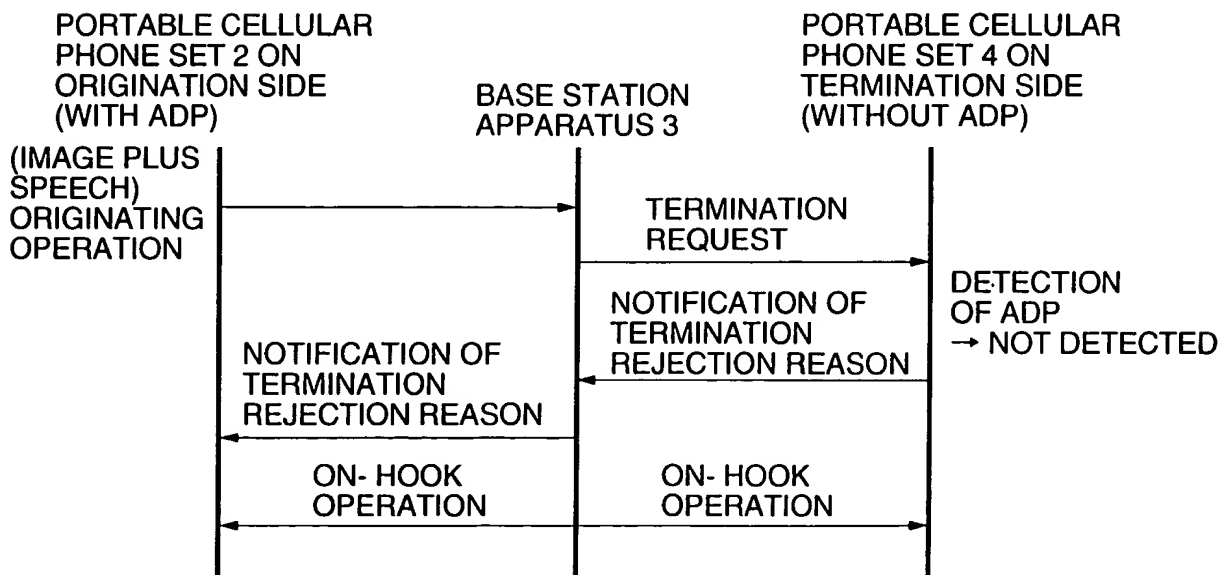 PORTABLE CELLULAR
PHONE SET 2 ON
ORIGINATION SIDE
(WITH ADP)
BASE STATION
APPARATUS 3
PORTABLE CELLULAR
PHONE SET 4 ON
TERMINATION SIDE
(WITHOUT ADP)
(IMAGE PLUS
SPEECH)
ORIGINATING
OPERATION
TERMINATION
REQUEST
DETECTION
OF ADP
→ NOT DETECTED
NOTIFICATION OF
TERMINATION
REJECTION REASON
NOTIFICATION OF
TERMINATION
REJECTION REASON
ON- HOOK
OPERATION
ON- HOOK
OPERATION